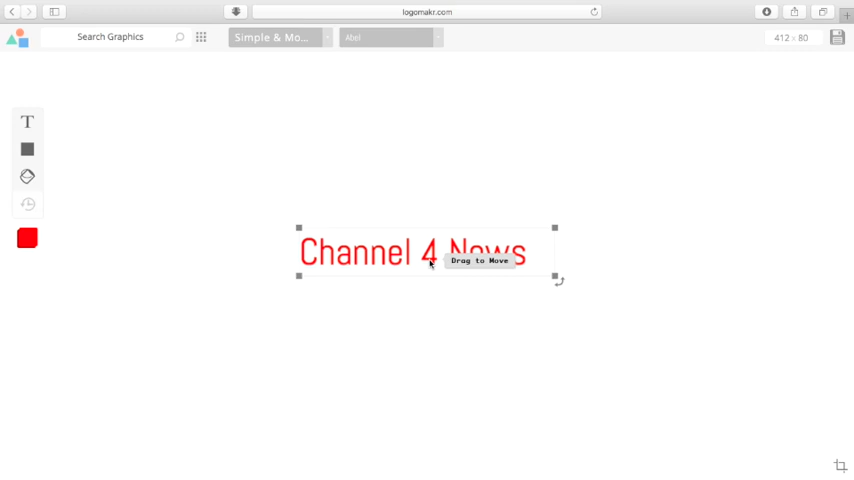 logomakr.com
Search Graphics
Simple & Mo...
Abel
412 x 80
T
Channel 4 News
Drag to Move